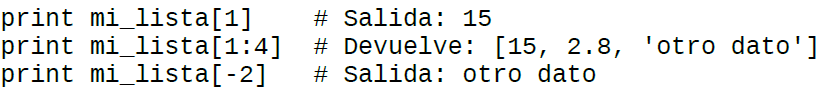 print mi_lista[1]     # Salida: 15
print mi_lista[1:4]  # Devuelve: [15, 2.8, 'otro dato']
print mi_lista[-2]   # Salida: otro dato